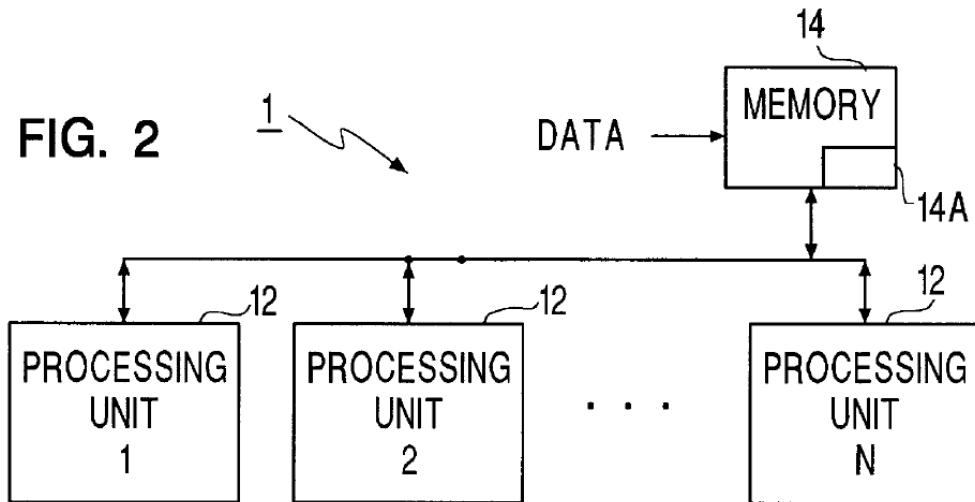 14
MEMORY
FIG. 2
1
DATA
14A
12
12
12
PROCESSING
UNIT
1
PROCESSING
UNIT
2
. . .
PROCESSING
UNIT
N